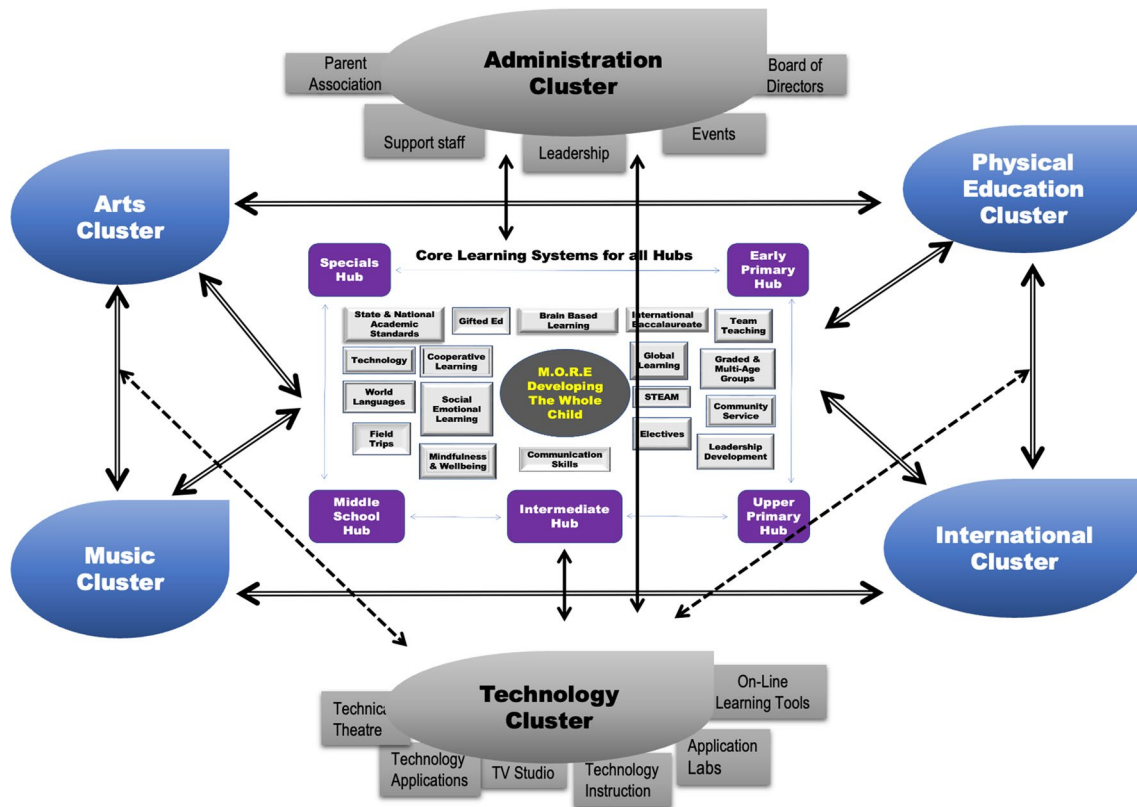 Administration
Cluster
Parent
Association
Board of
Directors
Support staff
Leadership
Events
Arts
Cluster
Physical
Education
Cluster
Core Learning Systems for all Hubs
Specials
Hub
Early
Primary
Hub
State & National
Academic
Standards
Gifted Ed
Brain Based
Learning
International
Baccalaureate
Team
Teaching
Technology
Cooperative
Learning
M.O.R.E
Developing
The Whole
Child
Global
Learning
Graded &
Multi-Age
Groups
World
Languages
Social
Emotional
Learning
STEAM
Community
Service
Field
Trips
Electives
Leadership
Development
Mindfulness
& Wellbeing
Communication
Skills
Middle
School
Hub
Intermediate
Hub
Upper
Primary
Hub
Music
Cluster
International
Cluster
Technology
Cluster
Technica
Theatre
On-Line
Learning Tools
Technology
Applications
TV Studio
Technology
Instruction
Application
Labs